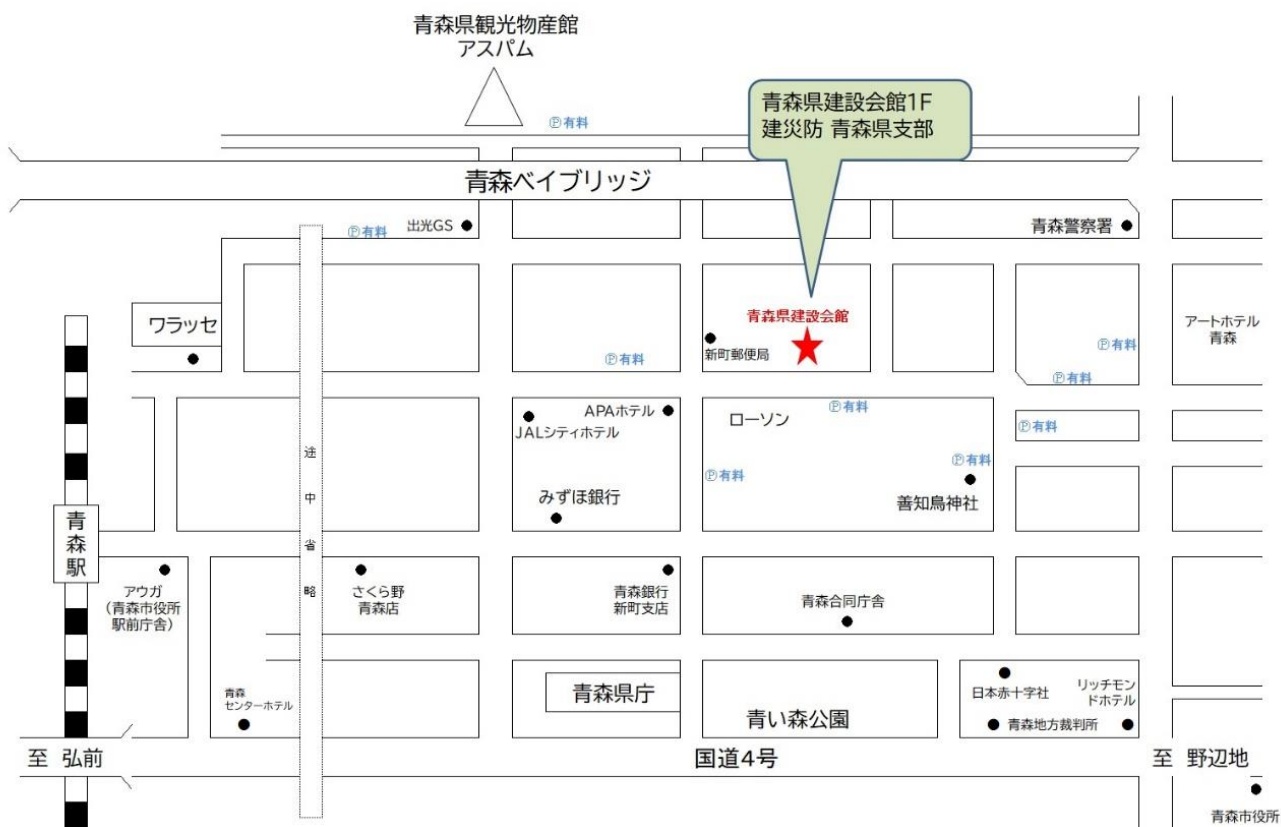 青森県観光物産館
アスパム
Ⓟ有料
青森県建設会館1F
建災防 青森県支部
青森ベイブリッジ
Ⓟ有料
出光GS
青森警察署
ワラッセ
青森県建設会館
新町郵便局
Ⓟ有料
Ⓟ有料
Ⓟ有料
アートホテル
青森
APAホテル
JALシティホテル
ローソン
Ⓟ有料
Ⓟ有料
途中省略
みずほ銀行
Ⓟ有料
Ⓟ有料
善知鳥神社
青森駅
アウガ
(青森市役所
駅前庁舎)
さくら野
青森店
青森銀行
新町支店
青森合同庁舎
青森
センターホテル
青森県庁
青い森公園
日本赤十字社
リッチモン
ドホテル
青森地方裁判所
至 弘前
国道4号
至 野辺地
青森市役所